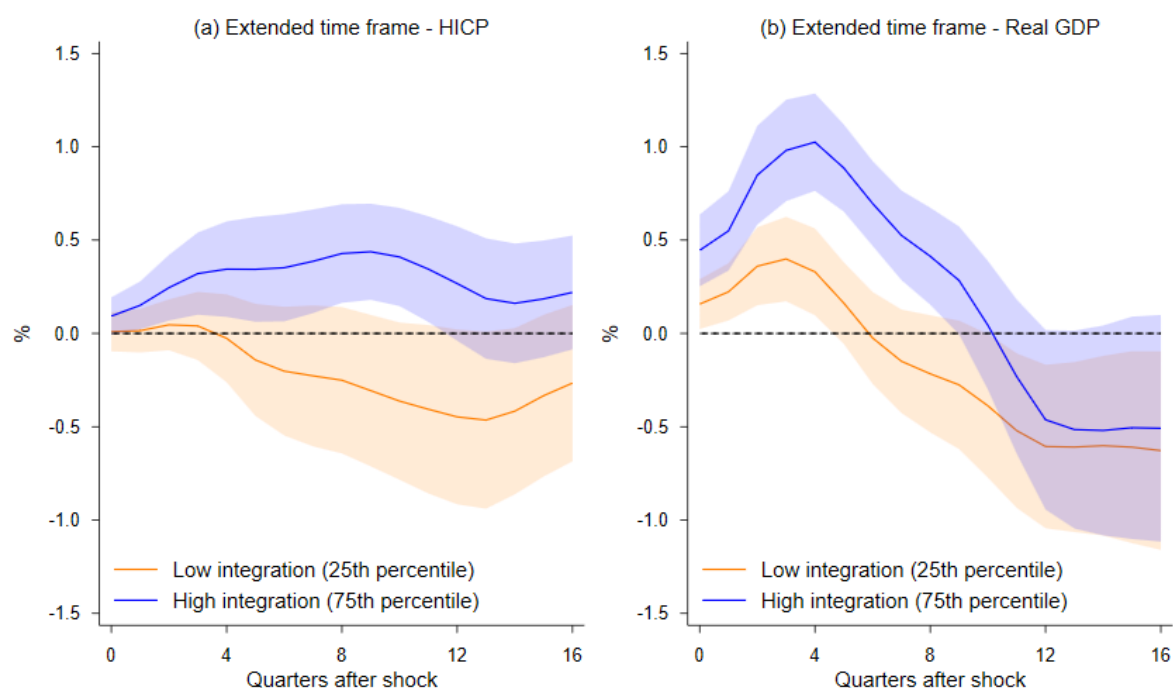 (a) Extended time frame - HICP
1.5
1.0
0.5
0.0
-0.5
-1.0
-1.5
%
Low integration (25th percentile)
High integration (75th percentile)
0 4 8 12 16
Quarters after shock
(b) Extended time frame - Real GDP
1.5
1.0
0.5
0.0
-0.5
-1.0
-1.5
%
Low integration (25th percentile)
High integration (75th percentile)
0 4 8 12 16
Quarters after shock